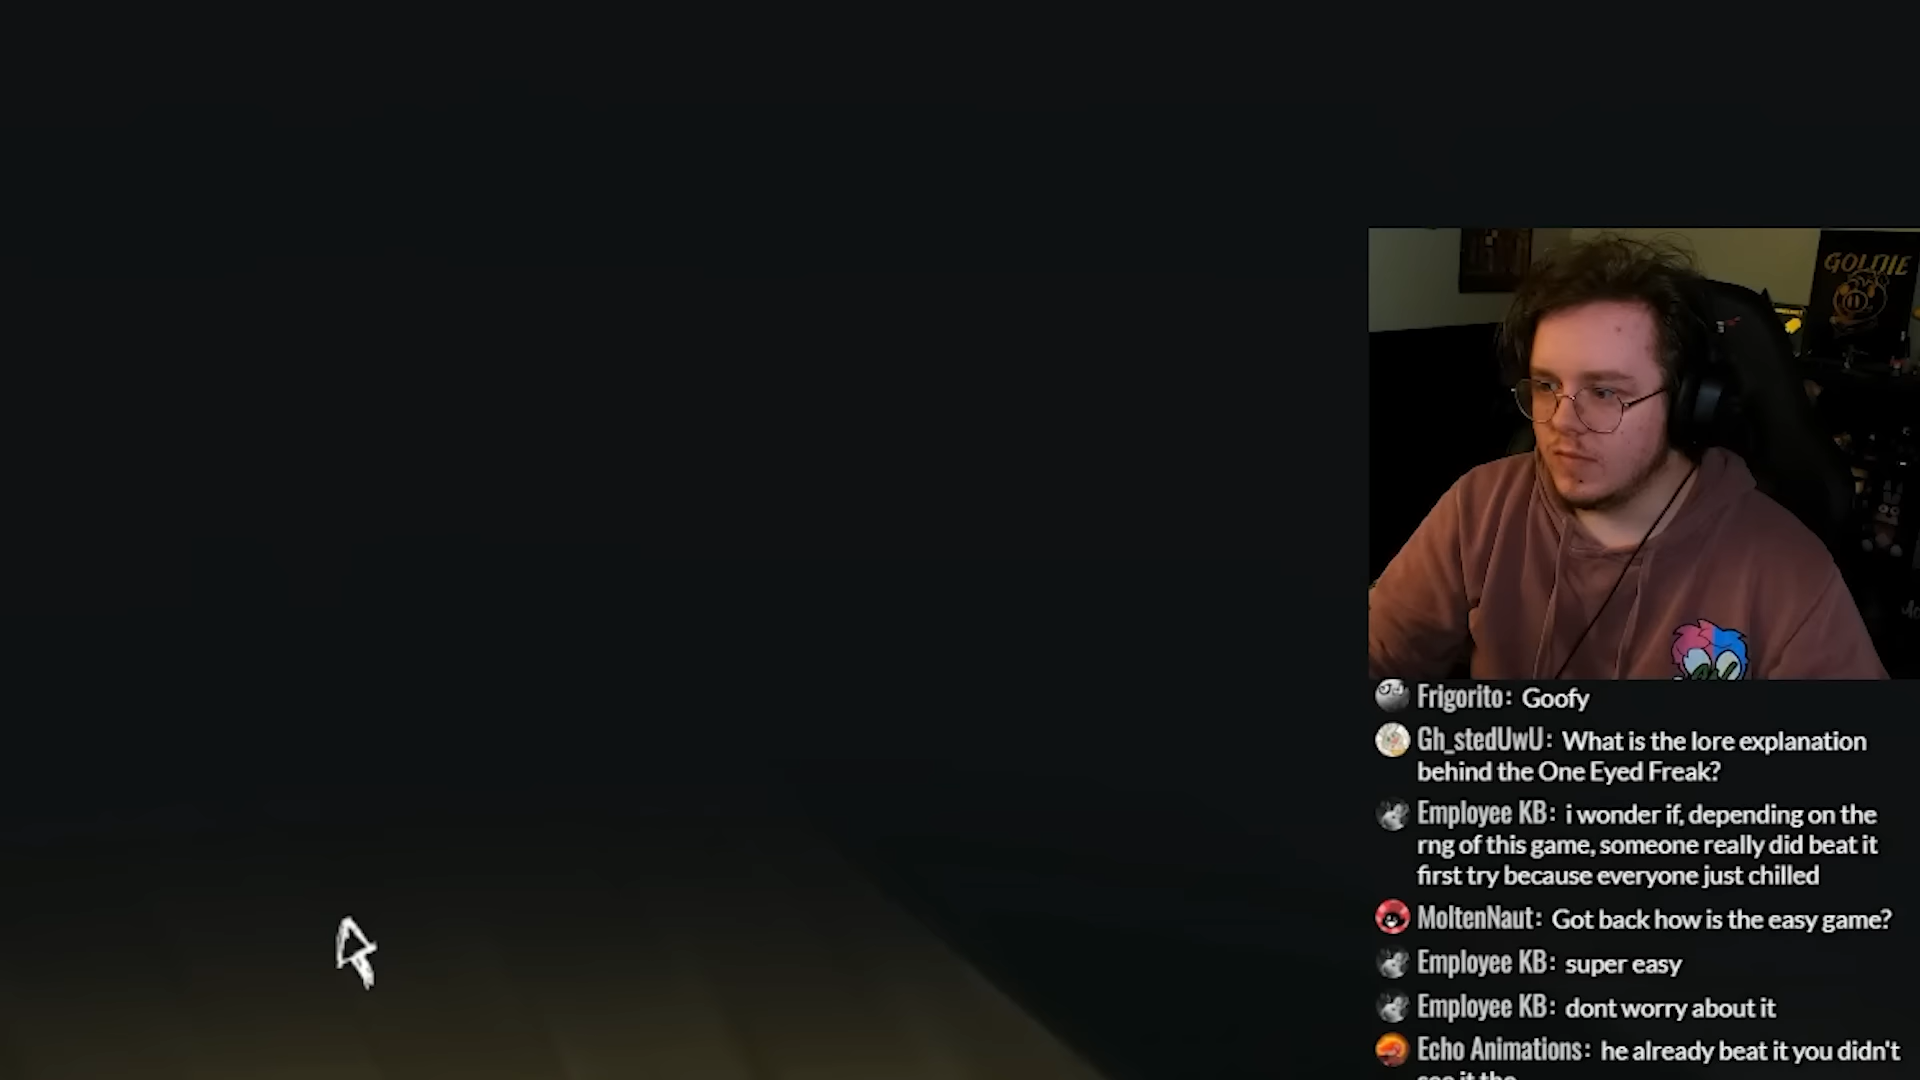 GOLDIE
Frigorito: Goofy
Gh_stedUwU: What is the lore explanation
behind the One Eyed Freak?
Employee KB: i wonder if, depending on the
rng of this game, someone really did beat it
first try because everyone just chilled
MoltenNaut: Got back how is the easy game?
Employee KB: super easy
Employee KB: dont worry about it
Echo Animations: he already beat it you didn't
see it tho